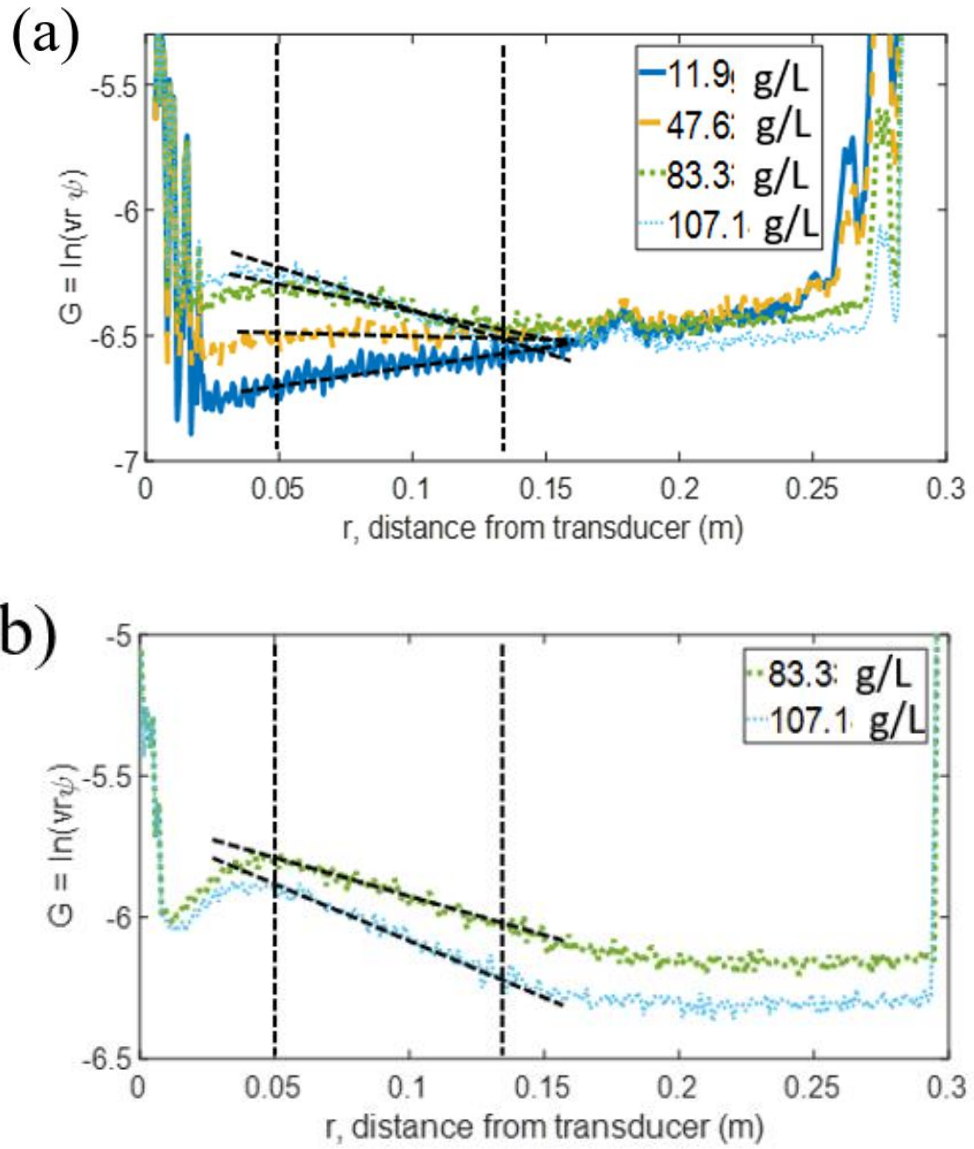 (a)
-5.5
-6
-6.5
-7
G = ln(vr ψ)
11.9 g/L
47.6 g/L
83.3 g/L
107.1 g/L
0 0.05 0.1 0.15 0.2 0.25 0.3
r, distance from transducer (m)
b)
-5
-5.5
-6
-6.5
G = ln(vrψ)
83.3 g/L
107.1 g/L
0 0.05 0.1 0.15 0.2 0.25 0.3
r, distance from transducer (m)